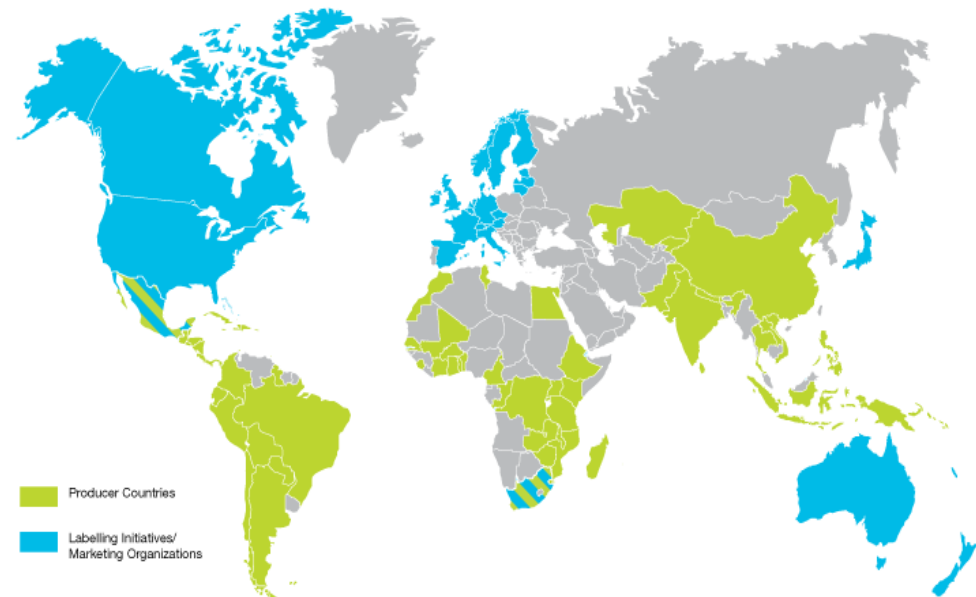 Producer Countries
Labelling Initiatives/
Marketing Organizations